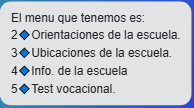 El menu que tenemos es:
2🔷Orientaciones de la escuela.
3🔷Ubicaciones de la escuela.
4🔷Info. de la escuela
5🔷Test vocacional.